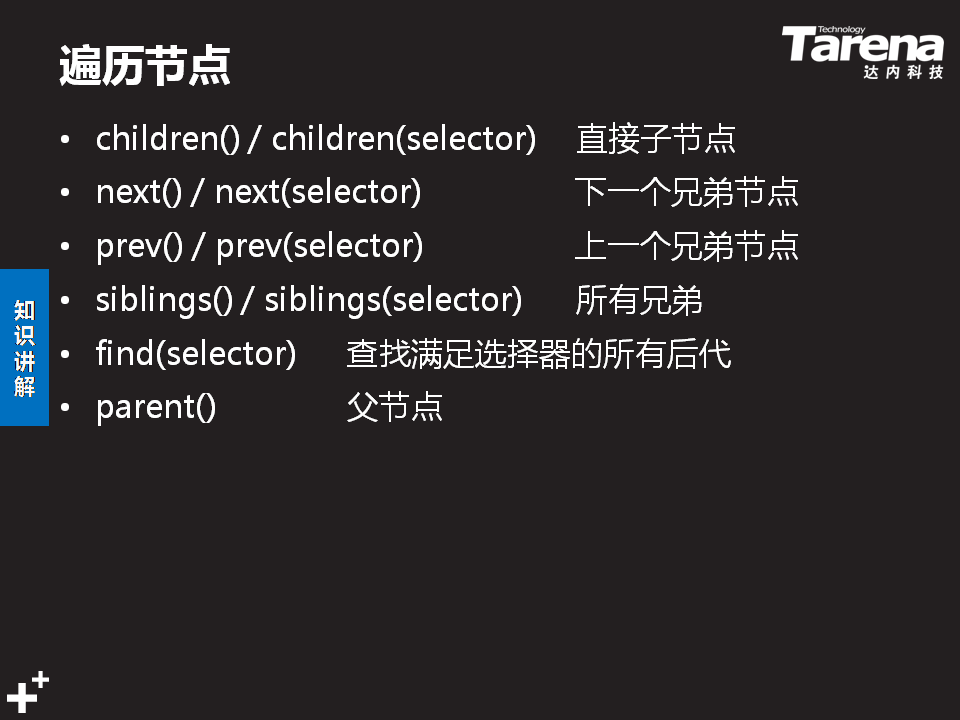 遍历节点
Technology
Tarena
达内科技
• children() / children(selector) 直接子节点
• next() / next(selector) 下一个兄弟节点
• prev() / prev(selector) 上一个兄弟节点
• siblings() / siblings(selector) 所有兄弟
• find(selector) 查找满足选择器的所有后代
• parent() 父节点
知识讲解